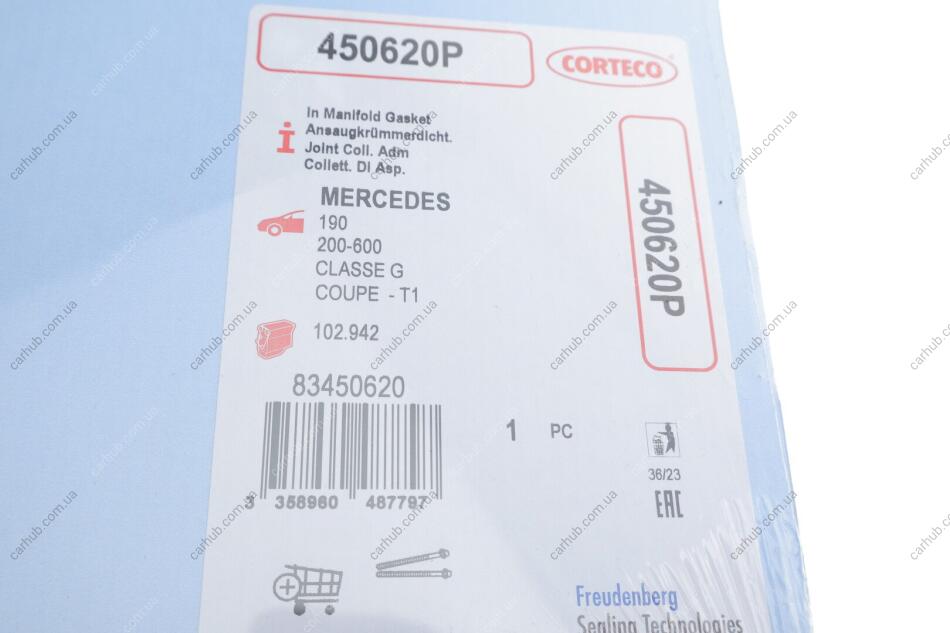 450620P
CORTECO
In Manifold Gasket
Ansaugkrümmerdicht.
Joint Coll. Adm
Collett. Di Asp.
MERCEDES
190
200-600
CLASSE G
COUPE - T1
450620P
102.942
83450620
3 358960 487797
1 PC
36/23
EAC
Freudenberg
Sealing Technologies
carhub.com.ua